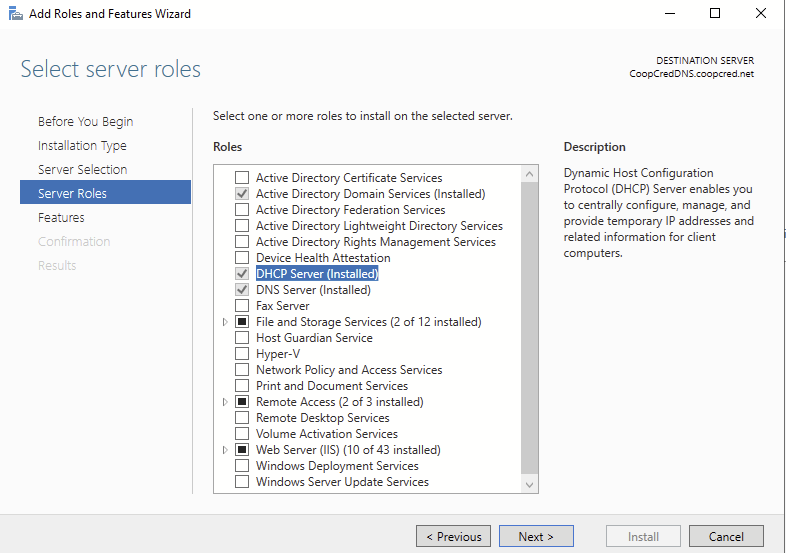 Add Roles and Features Wizard
Select server roles
DESTINATION SERVER
CoopCredDNS.coopcred.net
Before You Begin
Installation Type
Server Selection
Server Roles
Features
Confirmation
Results
Select one or more roles to install on the selected server.
Roles
Active Directory Certificate Services
Active Directory Domain Services (Installed)
Active Directory Federation Services
Active Directory Lightweight Directory Services
Active Directory Rights Management Services
Device Health Attestation
DHCP Server (Installed)
DNS Server (Installed)
Fax Server
File and Storage Services (2 of 12 installed)
Host Guardian Service
Hyper-V
Network Policy and Access Services
Print and Document Services
Remote Access (2 of 3 installed)
Remote Desktop Services
Volume Activation Services
Web Server (IIS) (10 of 43 installed)
Windows Deployment Services
Windows Server Update Services
Description
Dynamic Host Configuration
Protocol (DHCP) Server enables you
to centrally configure, manage, and
provide temporary IP addresses and
related information for client
computers.
< Previous
Next >
Install
Cancel